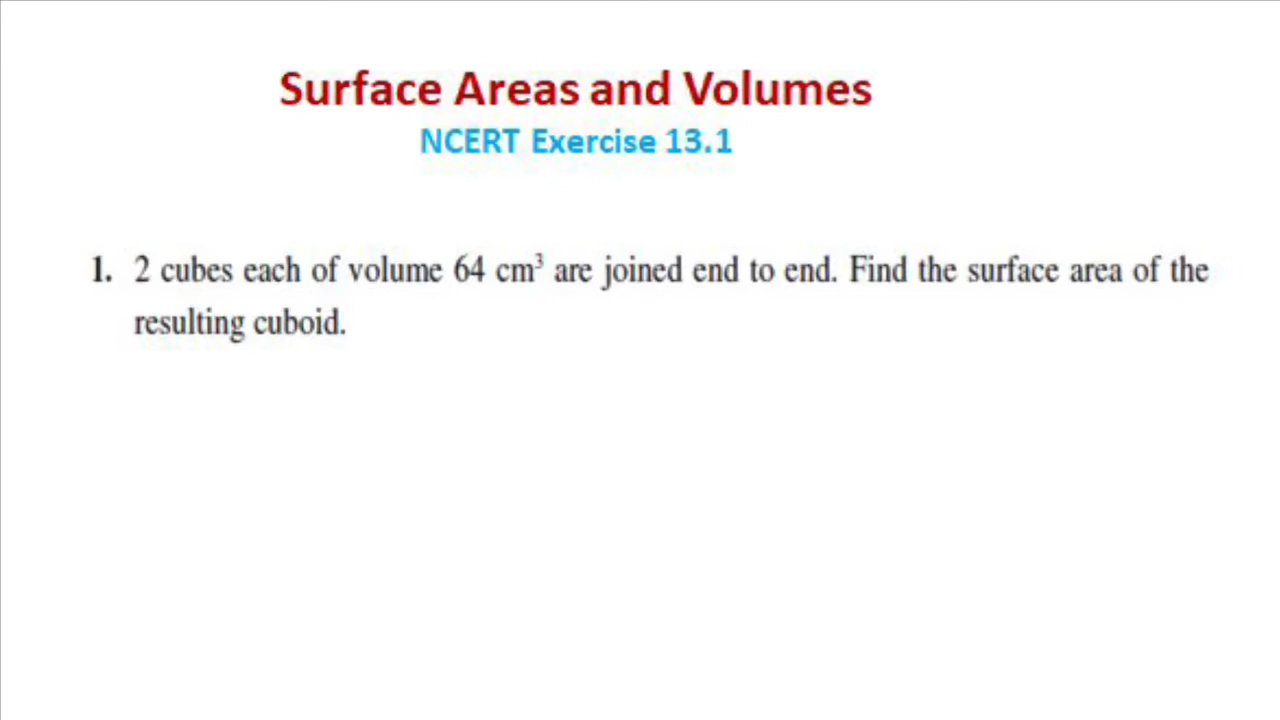 Surface Areas and Volumes
NCERT Exercise 13.1
1. 2 cubes each of volume 64 cm³ are joined end to end. Find the surface area of the
resulting cuboid.